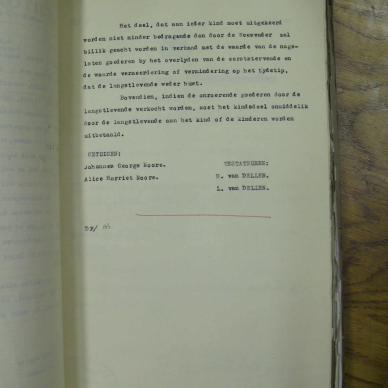 Het deel, dat aan ieder kind moet uitgekeerd
worden niet minder bedragende dan door de Weesvader sal
billik geacht worden in verband met de waarde van de nage-
laten goederen by het overlyden van de eerststervende en
de waarde vermeerdering of vermindering op het tydstip,
dat de langstlevende weder huwt.
Bovendien, indien de onroerende goederen door de
langstlevende verkocht worden, moet het kindsdeel onmiddelik
door de langstlevende aan het kind of de kinderen worden
uitbetaald.
GETUIGEN:
Johannes George Moore. TESTATEUREN:
Alice Harriet Moore. R. van DELLEN.
L. van DELLEN.